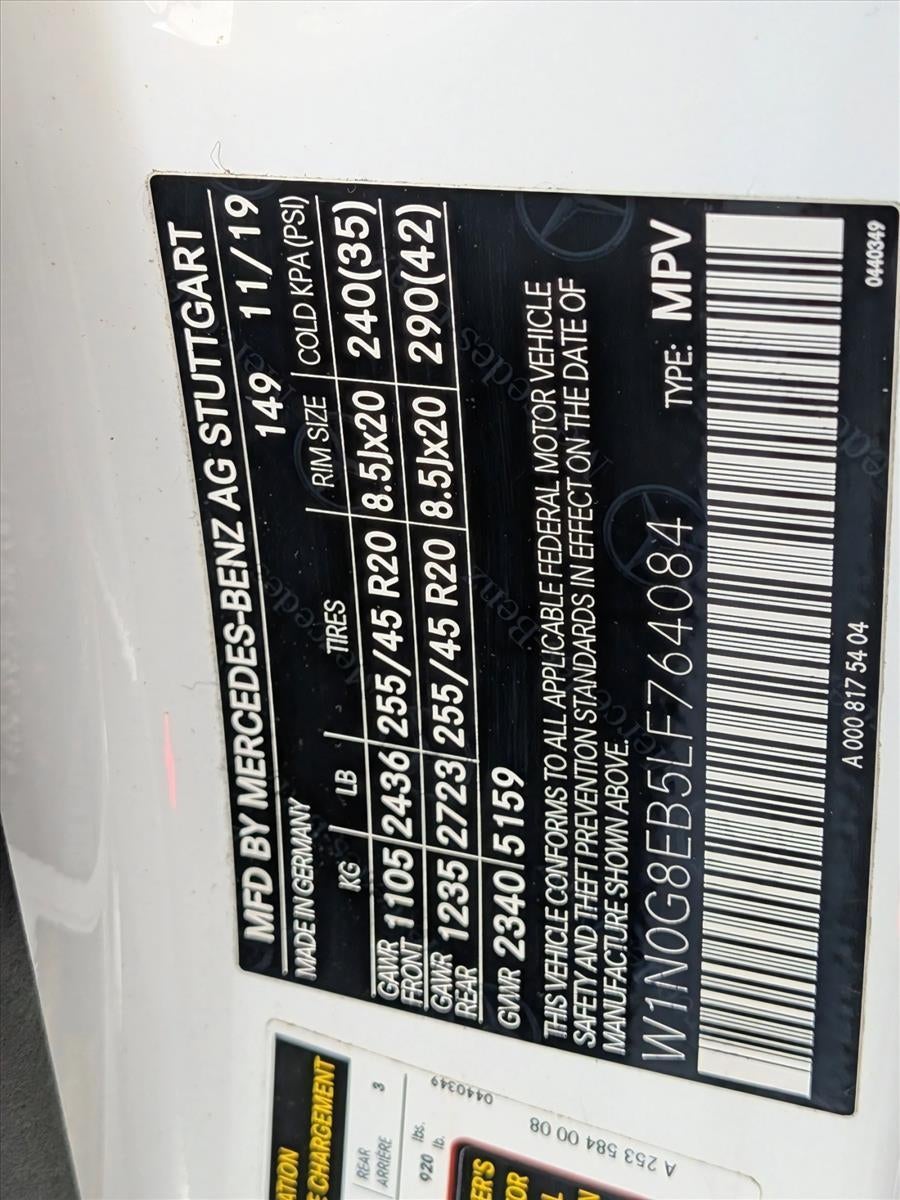 MFD BY MERCEDES-BENZ AG STUTTGART
149 11/19
MADE IN GERMANY
KG LB TIRES RIM SIZE COLD KPA (PSI)
GAWR FRONT 1105 2436 255/45 R20 8.5Jx20 240(35)
GAWR REAR 1235 2723 255/45 R20 8.5Jx20 290(42)
GVWR 2340 5159
THIS VEHICLE CONFORMS TO ALL APPLICABLE FEDERAL MOTOR VEHICLE
SAFETY AND THEFT PREVENTION STANDARDS IN EFFECT ON THE DATE OF
MANUFACTURE SHOWN ABOVE.
W1N0G8EB5LF764084 TYPE: MPV
A 000 817 54 04 0440349
CHARGEMENT
REAR
ARRIÈRE
3
920 lb.
lbs.
0440349
A 253 584 00 08